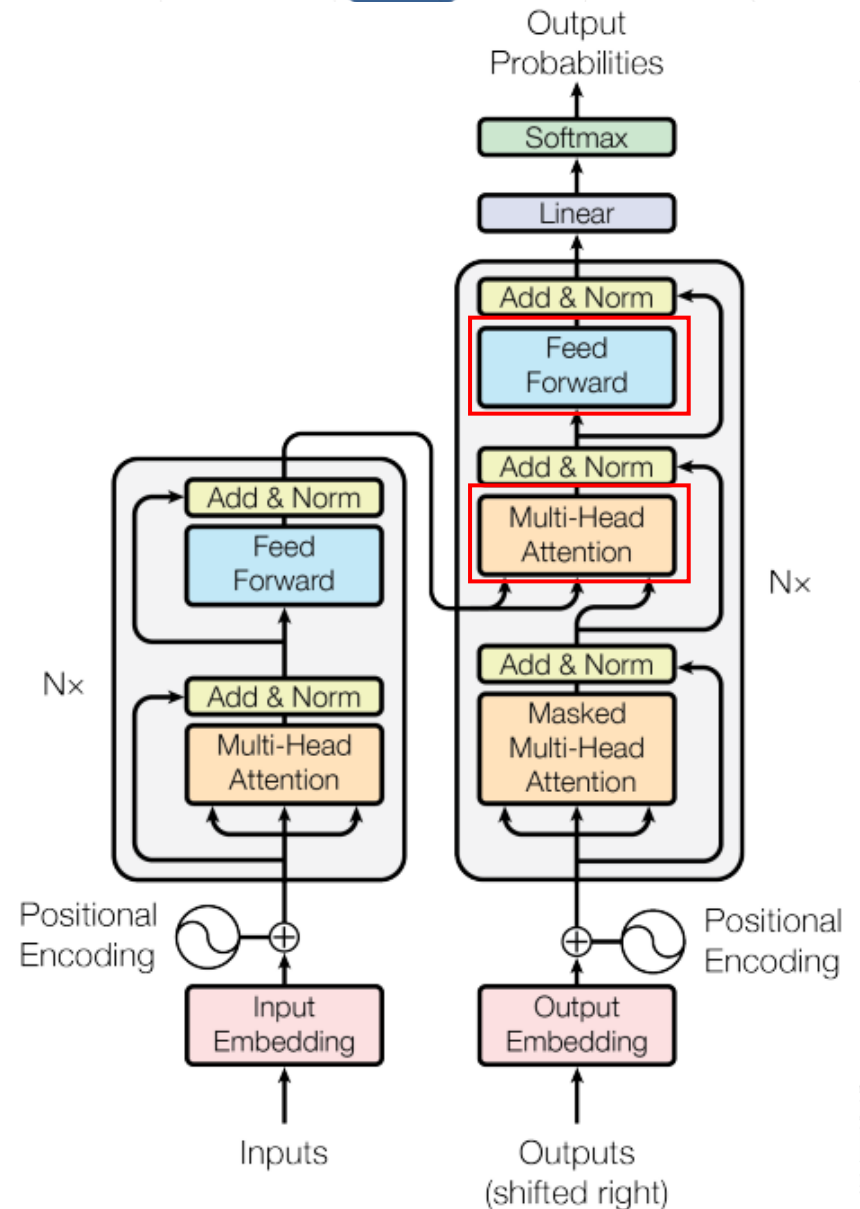 Output
Probabilities
Softmax
Linear
Add & Norm
Feed
Forward
Add & Norm
Multi-Head
Attention
N×
Add & Norm
Masked
Multi-Head
Attention
Add & Norm
Feed
Forward
N×
Add & Norm
Multi-Head
Attention
Positional
Encoding
Positional
Encoding
Input
Embedding
Output
Embedding
Inputs
Outputs
(shifted right)